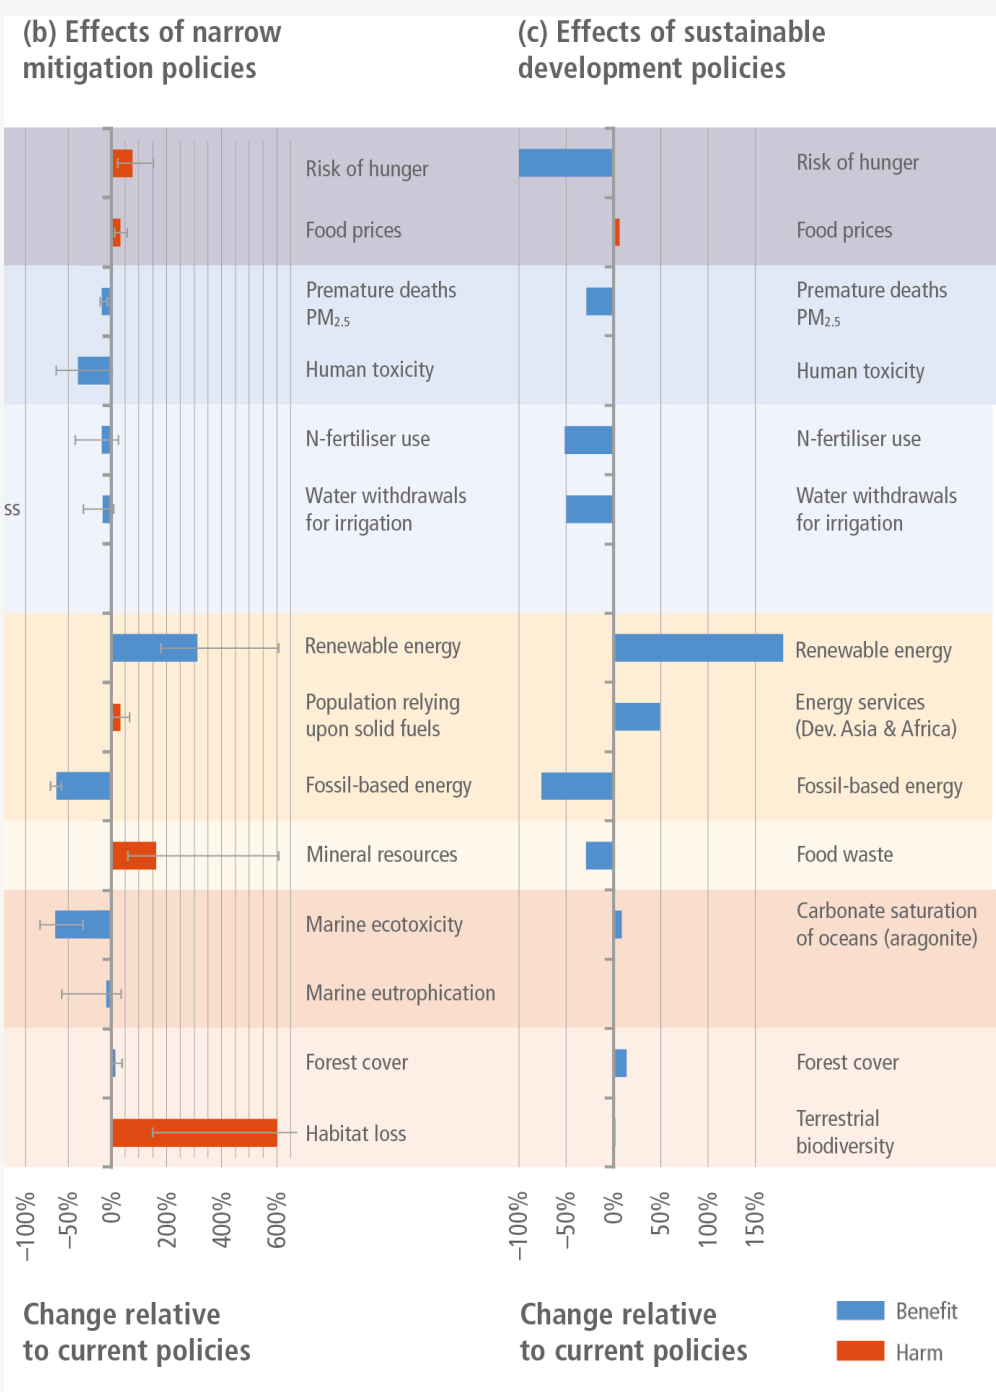 (b) Effects of narrow
mitigation policies
Risk of hunger
Food prices
Premature deaths
PM2.5
Human toxicity
N-fertiliser use
ss
Water withdrawals
for irrigation
Renewable energy
Population relying
upon solid fuels
Fossil-based energy
Mineral resources
Marine ecotoxicity
Marine eutrophication
Forest cover
Habitat loss
–100%
–50%
0%
200%
400%
600%
Change relative
to current policies
(c) Effects of sustainable
development policies
Risk of hunger
Food prices
Premature deaths
PM2.5
Human toxicity
N-fertiliser use
Water withdrawals
for irrigation
Renewable energy
Energy services
(Dev. Asia & Africa)
Fossil-based energy
Food waste
Carbonate saturation
of oceans (aragonite)
Forest cover
Terrestrial
biodiversity
–100%
–50%
0%
50%
100%
150%
Change relative
to current policies
Benefit
Harm